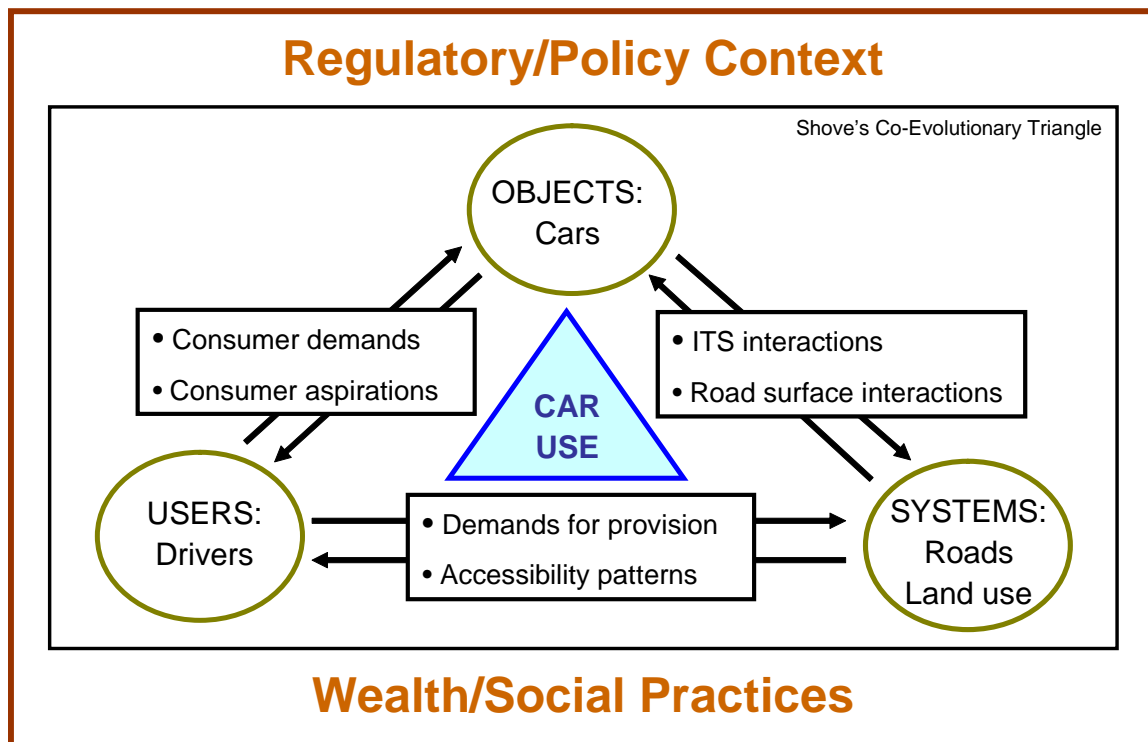 Regulatory/Policy Context
Shove's Co-Evolutionary Triangle
OBJECTS:
Cars
• Consumer demands
• Consumer aspirations
• ITS interactions
• Road surface interactions
CAR
USE
USERS:
Drivers
• Demands for provision
• Accessibility patterns
SYSTEMS:
Roads
Land use
Wealth/Social Practices